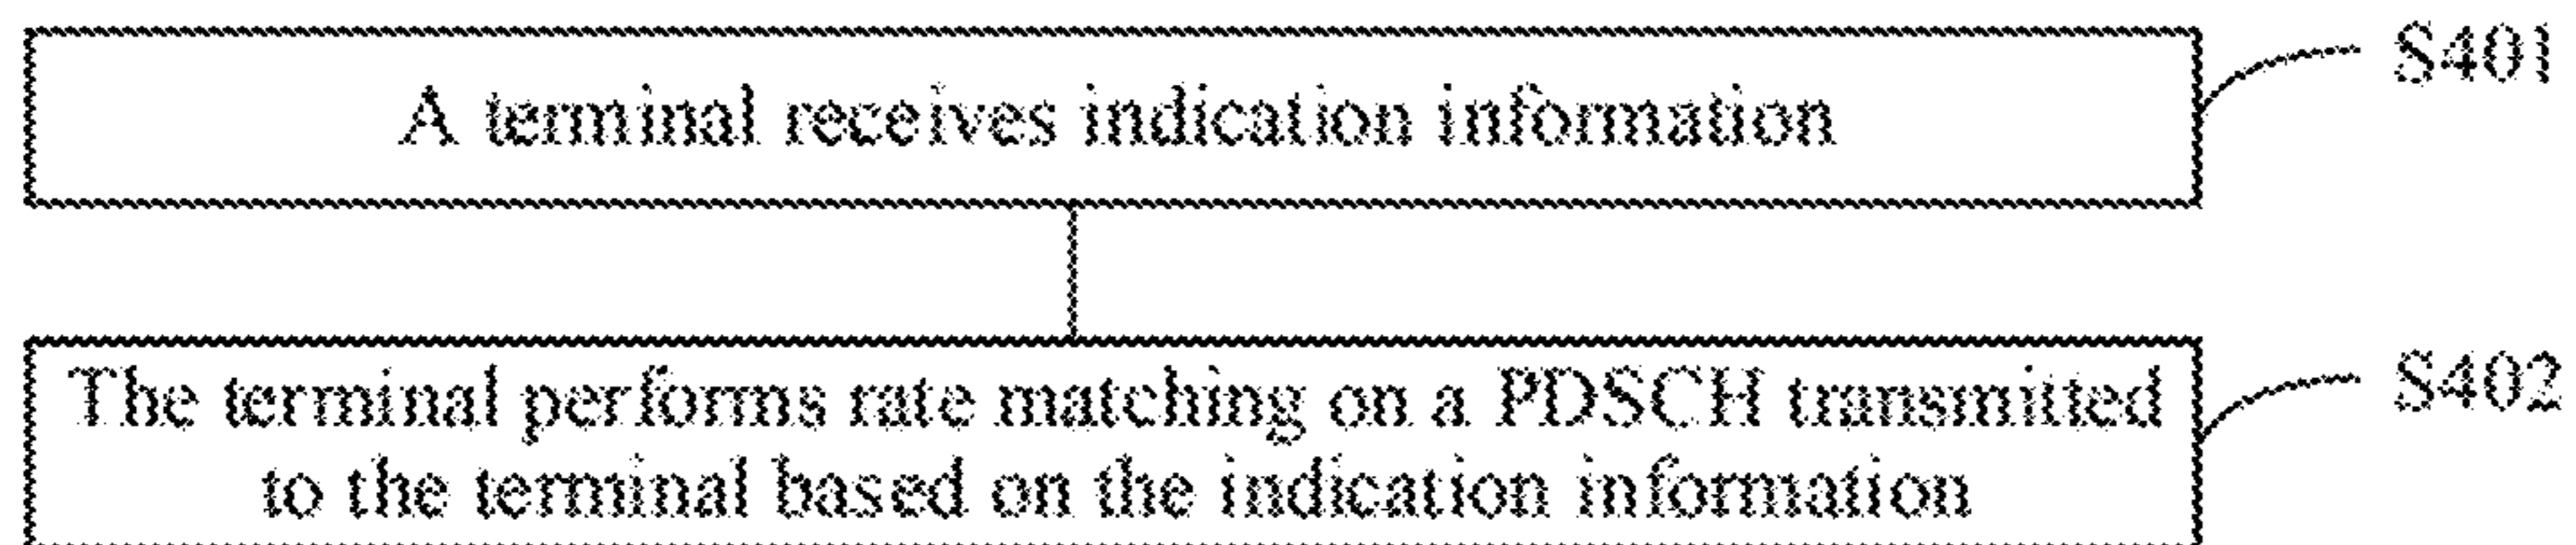 A terminal receives indication information
S401
The terminal performs rate matching on a PDSCH transmitted
to the terminal based on the indication information
S402